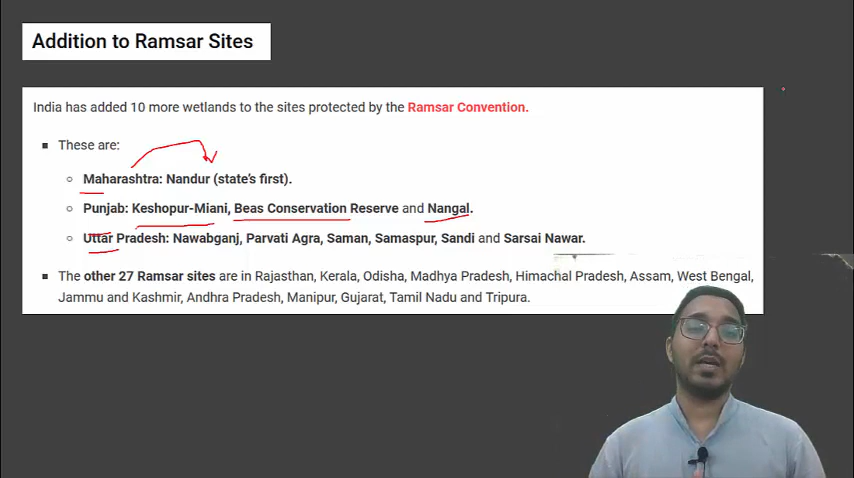 Addition to Ramsar Sites
India has added 10 more wetlands to the sites protected by the Ramsar Convention.
These are:
Maharashtra: Nandur (state's first).
Punjab: Keshopur-Miani, Beas Conservation Reserve and Nangal.
Uttar Pradesh: Nawabganj, Parvati Agra, Saman, Samaspur, Sandi and Sarsai Nawar.
The other 27 Ramsar sites are in Rajasthan, Kerala, Odisha, Madhya Pradesh, Himachal Pradesh, Assam, West Bengal,
Jammu and Kashmir, Andhra Pradesh, Manipur, Gujarat, Tamil Nadu and Tripura.